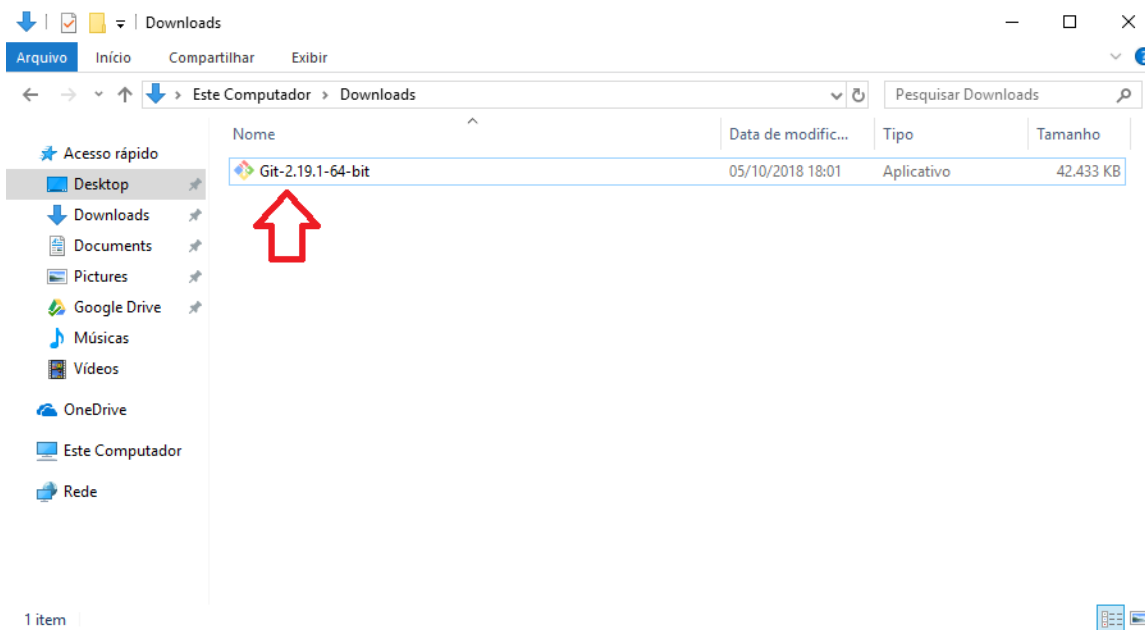 Downloads
Arquivo Início Compartilhar Exibir
Este Computador Downloads Pesquisar Downloads
Nome Data de modific... Tipo Tamanho
Acesso rápido
Git-2.19.1-64-bit 05/10/2018 18:01 Aplicativo 42.433 KB
Desktop
Downloads
Documents
Pictures
Google Drive
Músicas
Vídeos
OneDrive
Este Computador
Rede
1 item